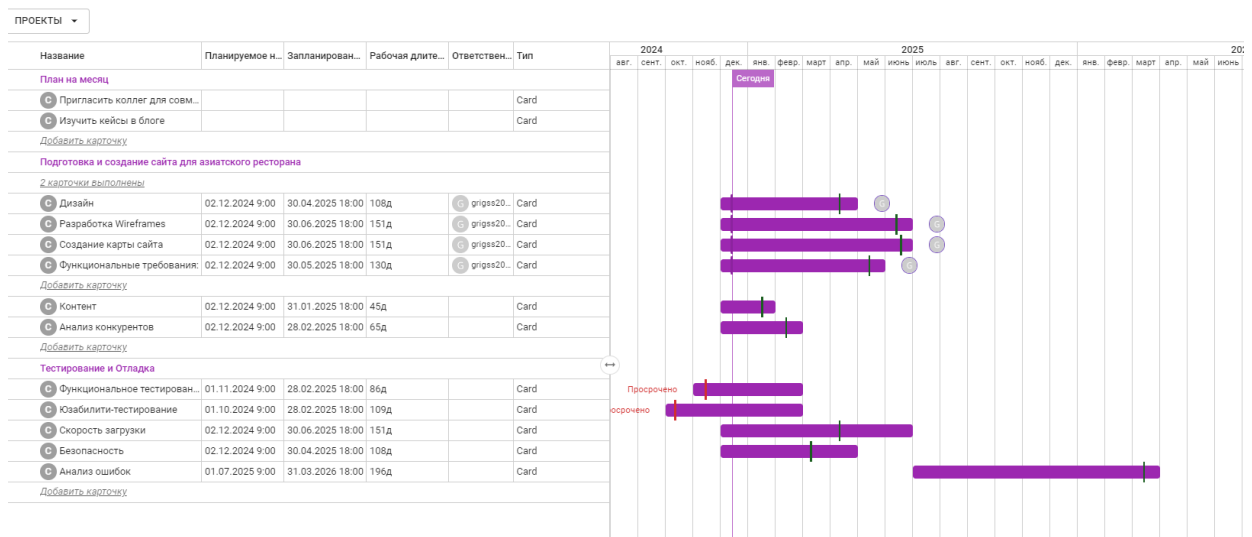 ПРОЕКТЫ
Название Планируемое н... Запланирован... Рабочая длите... Ответствен... Тип
2024 2025 202
авг. сент. окт. нояб. дек. янв. февр. март апр. май июнь июль авг. сент. окт. нояб. дек. янв. февр. март апр. май июнь
План на месяц Сегодня
C Пригласить коллег для совм... Card
C Изучить кейсы в блоге Card
Добавить карточку
Подготовка и создание сайта для азиатского ресторана
2 карточки выполнены
C Дизайн 02.12.2024 9:00 30.04.2025 18:00 108д G grigss20... Card G
C Разработка Wireframes 02.12.2024 9:00 30.06.2025 18:00 151д G grigss20... Card G
C Создание карты сайта 02.12.2024 9:00 30.06.2025 18:00 151д G grigss20... Card G
C Функциональные требования: 02.12.2024 9:00 30.05.2025 18:00 130д G grigss20... Card G
Добавить карточку
C Контент 02.12.2024 9:00 31.01.2025 18:00 45д Card
C Анализ конкурентов 02.12.2024 9:00 28.02.2025 18:00 65д Card
Добавить карточку
Тестирование и Отладка
C Функциональное тестирован... 01.11.2024 9:00 28.02.2025 18:00 86д Card Просрочено
C Юзабилити-тестирование 01.10.2024 9:00 28.02.2025 18:00 109д Card осрочено
C Скорость загрузки 02.12.2024 9:00 30.06.2025 18:00 151д Card
C Безопасность 02.12.2024 9:00 30.04.2025 18:00 108д Card
C Анализ ошибок 01.07.2025 9:00 31.03.2026 18:00 196д Card
Добавить карточку